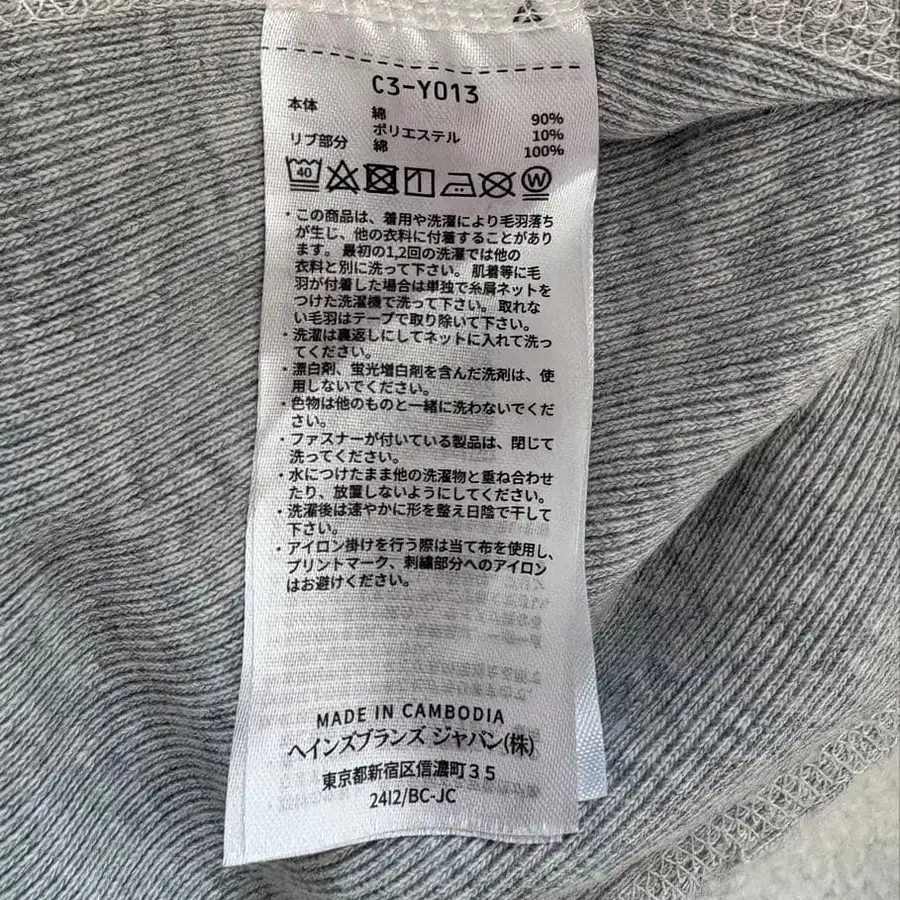 C3-Y013
本体 綿 90%
ポリエステル 10%
リブ部分 綿 100%
40 W
・この商品は、着用や洗濯により毛羽落ち
が生じ、他の衣料に付着することがあり
ます。最初の1,2回の洗濯では他の
衣料と別に洗って下さい。肌着等に毛
羽が付着した場合は単独で糸屑ネットを
つけた洗濯機で洗って下さい。取れな
い毛羽はテープで取り除いて下さい。
・洗濯は裏返しにしてネットに入れて洗っ
てください。
・漂白剤、蛍光増白剤を含んだ洗剤は、使
用しないでください。
・色物は他のものと一緒に洗わないでくだ
さい。
・ファスナーが付いている製品は、閉じて
洗ってください。
・水につけたまま他の洗濯物と重ね合わせ
たり、放置しないようにしてください。
・洗濯後は速やかに形を整え日陰で干して
下さい。
・アイロン掛けを行う際は当て布を使用し、
プリントマーク、刺繍部分へのアイロン
はお避けください。
MADE IN CAMBODIA
ヘインズブランズ ジャパン(株)
東京都新宿区信濃町35
2412/BC-JC